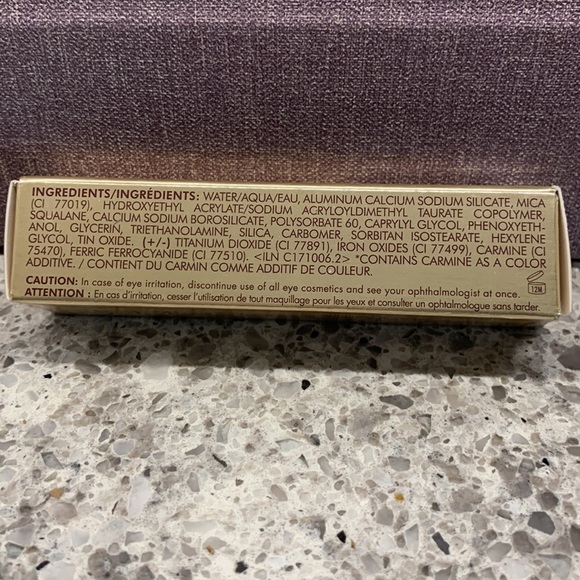 INGREDIENTS/INGRÉDIENTS: WATER/AQUA/EAU, ALUMINUM CALCIUM SODIUM SILICATE, MICA
(CI 77019), HYDROXYETHYL ACRYLATE/SODIUM ACRYLOYLDIMETHYL TAURATE COPOLYMER,
SQUALANE, CALCIUM SODIUM BOROSILICATE, POLYSORBATE 60, CAPRYLYL GLYCOL, PHENOXYETH-
ANOL, GLYCERIN, TRIETHANOLAMINE, SILICA, CARBOMER, SORBITAN ISOSTEARATE, HEXYLENE
GLYCOL, TIN OXIDE. (+/-) TITANIUM DIOXIDE (CI 77891), IRON OXIDES (CI 77499), CARMINE (CI
75470), FERRIC FERROCYANIDE (CI 77510). <ILN C171006.2> *CONTAINS CARMINE AS A COLOR
ADDITIVE. / CONTIENT DU CARMIN COMME ADDITIF DE COULEUR.
CAUTION: In case of eye irritation, discontinue use of all eye cosmetics and see your ophthalmologist at once.
ATTENTION : En cas d'irritation, cesser l'utilisation de tout maquillage pour les yeux et consulter un ophtalmologue sans tarder.
12M